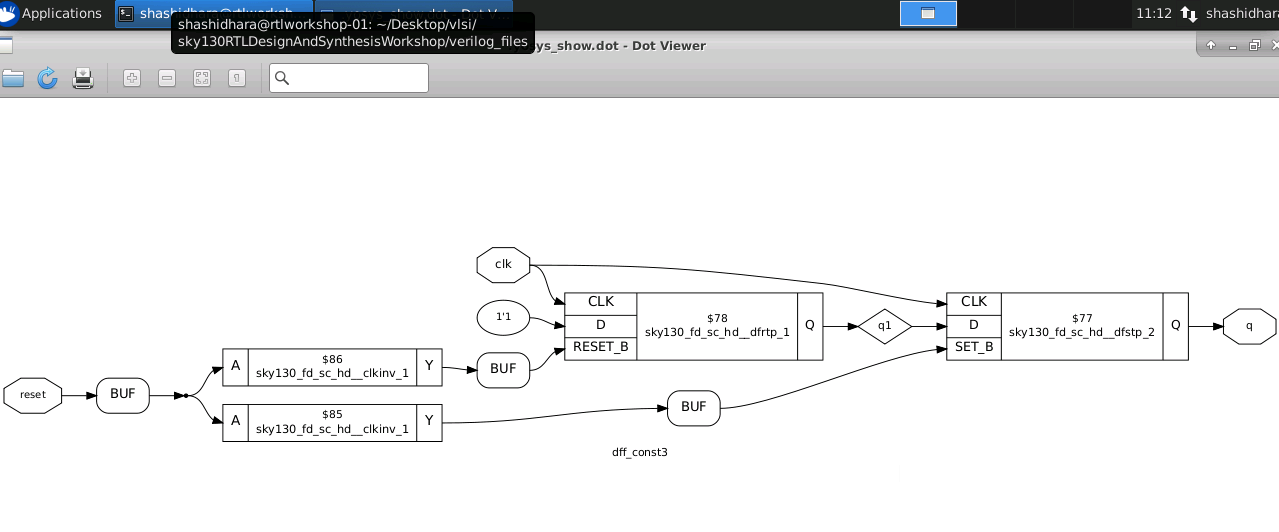 Applications
shashidhara@rtlworksh...
11:12
shashidhara
shashidhara@rtlworkshop-01: ~/Desktop/vlsi/
sky130RTLDesignAndSynthesisWorkshop/verilog_files
ys_show.dot - Dot Viewer
clk
CLK
1'1
D
RESET_B
$78
sky130_fd_sc_hd__dfrtp_1
Q
q1
CLK
D
SET_B
$77
sky130_fd_sc_hd__dfstp_2
Q
q
A
$86
sky130_fd_sc_hd__clkinv_1
Y
BUF
reset
BUF
A
$85
sky130_fd_sc_hd__clkinv_1
Y
BUF
dff_const3